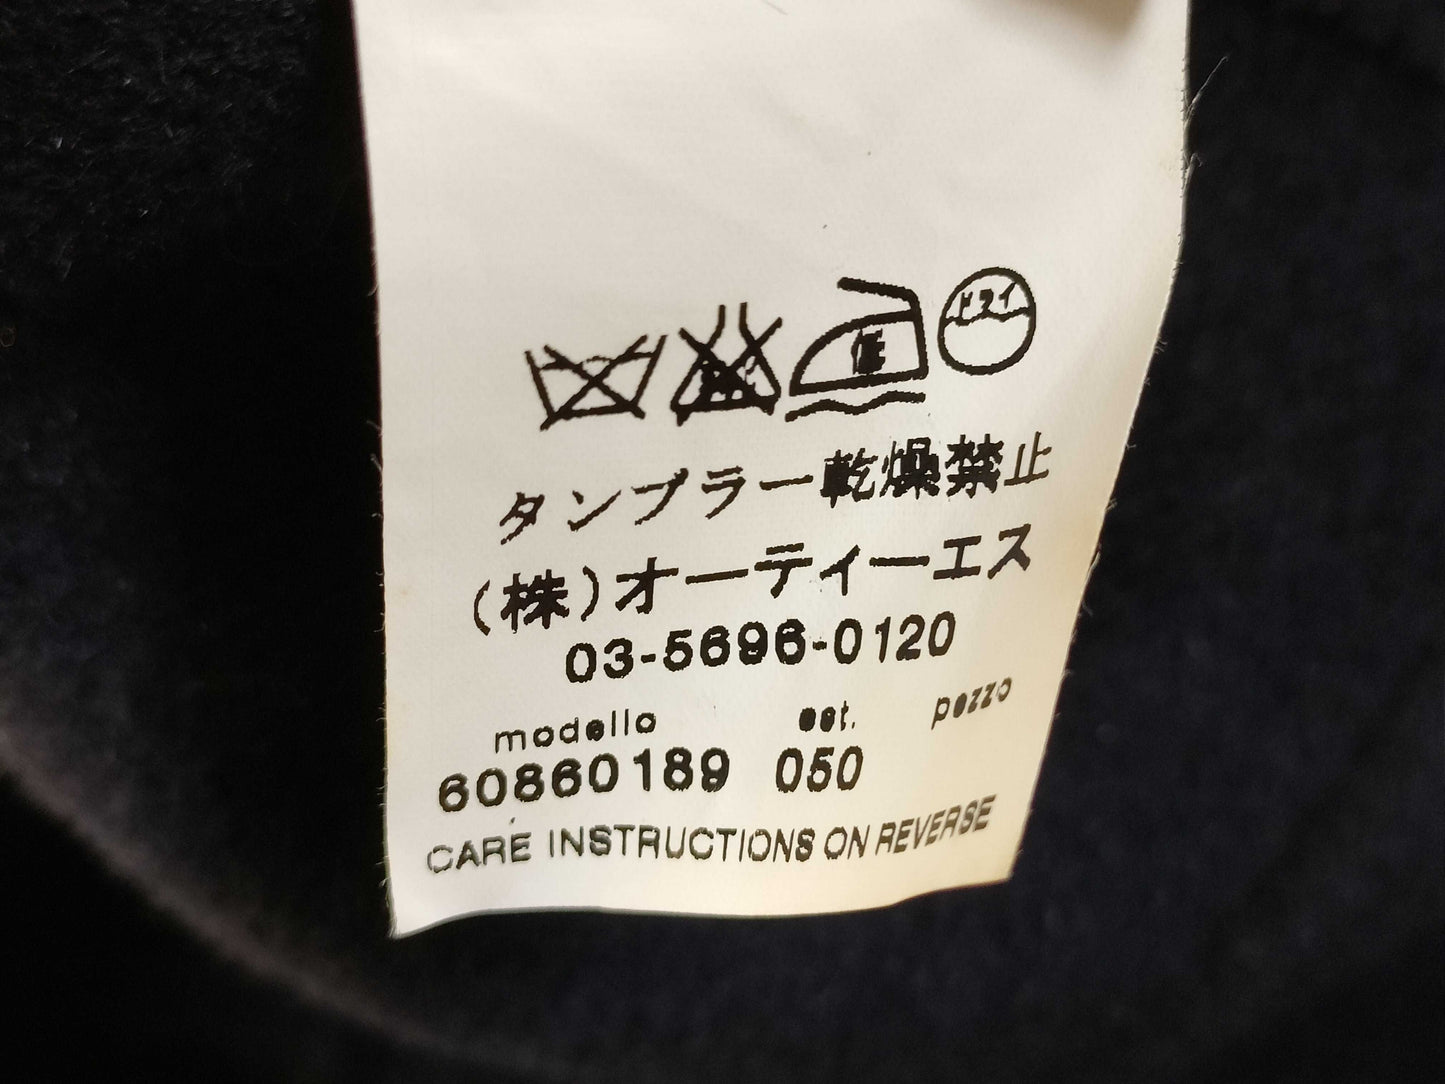 低 ドライ
タンブラー乾燥禁止
(株)オーティーエス
03-5696-0120
modello est. pezzo
60860189 050
CARE INSTRUCTIONS ON REVERSE